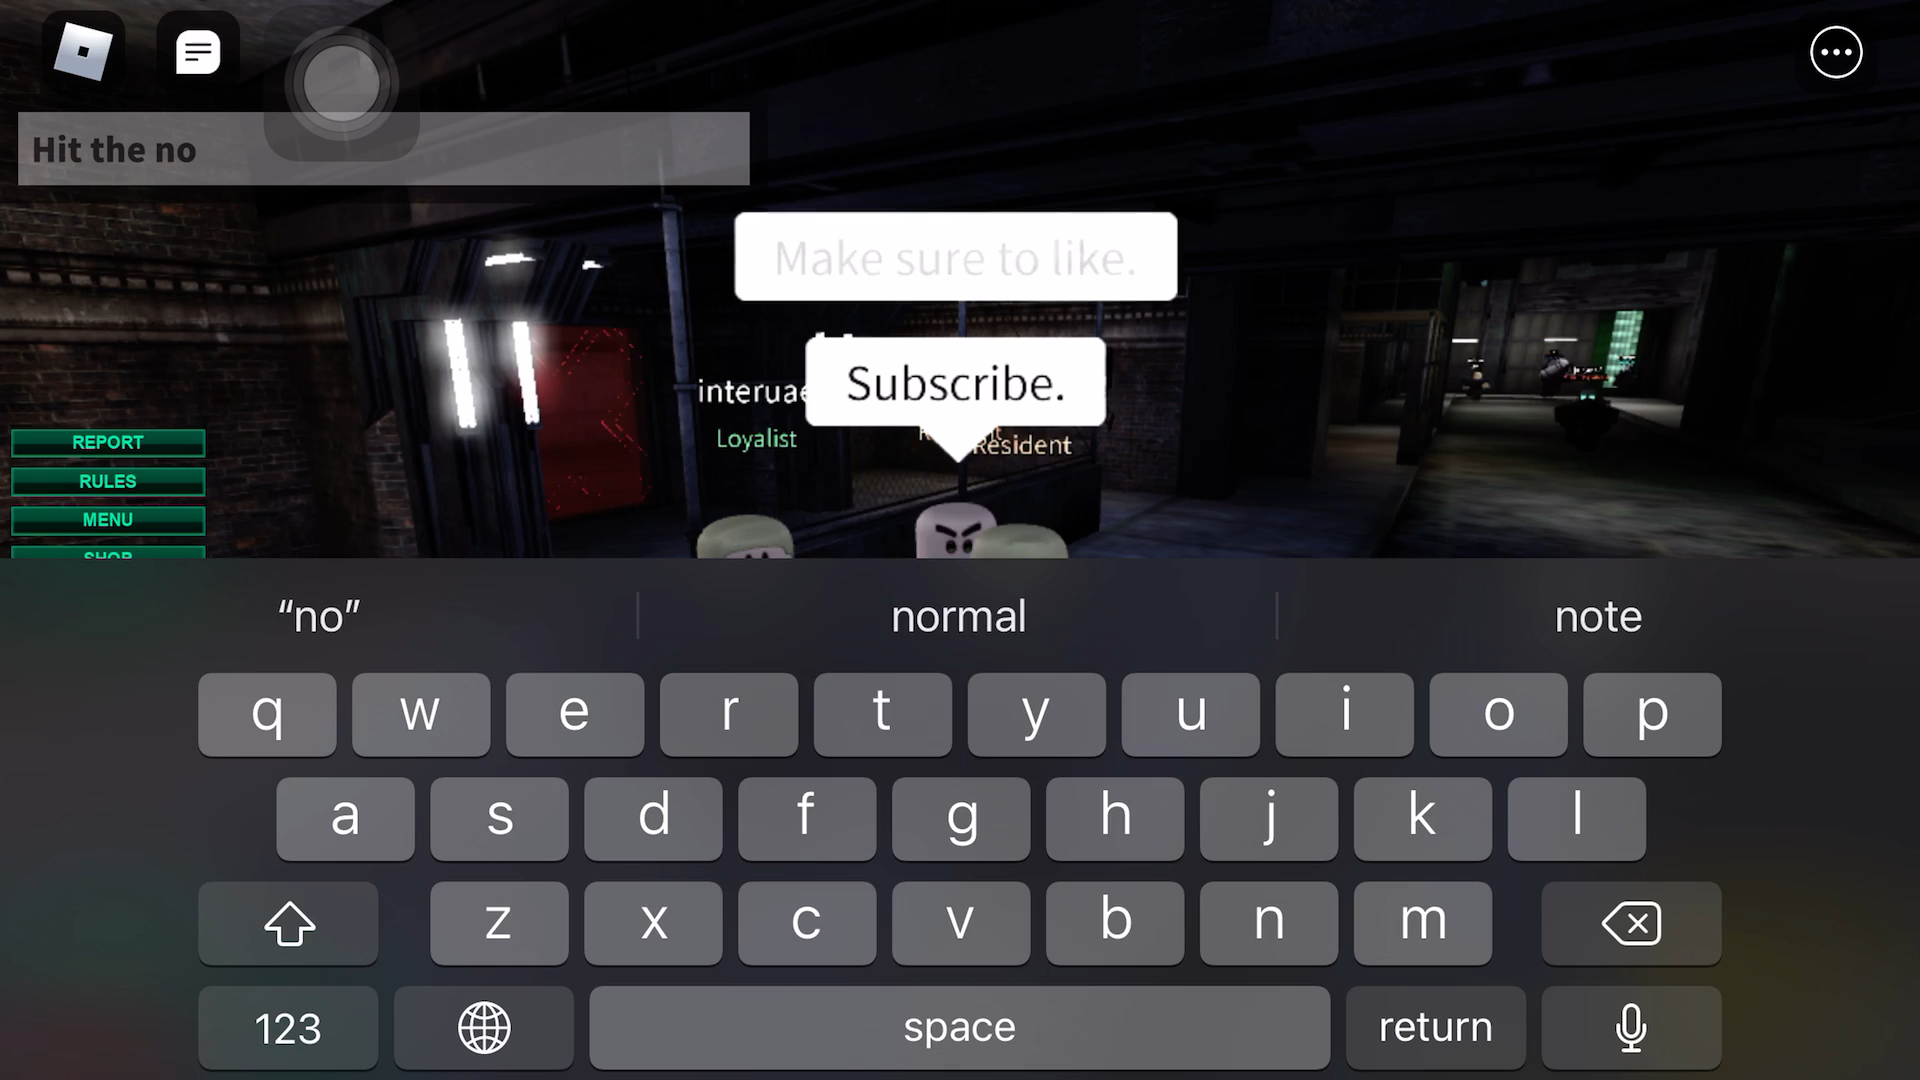 Hit the no
Make sure to like.
Subscribe.
Loyalist
Resident
REPORT
RULES
MENU
SHOP
“no”
normal
note
q w e r t y u i o p
a s d f g h j k l
z x c v b n m
123
space
return